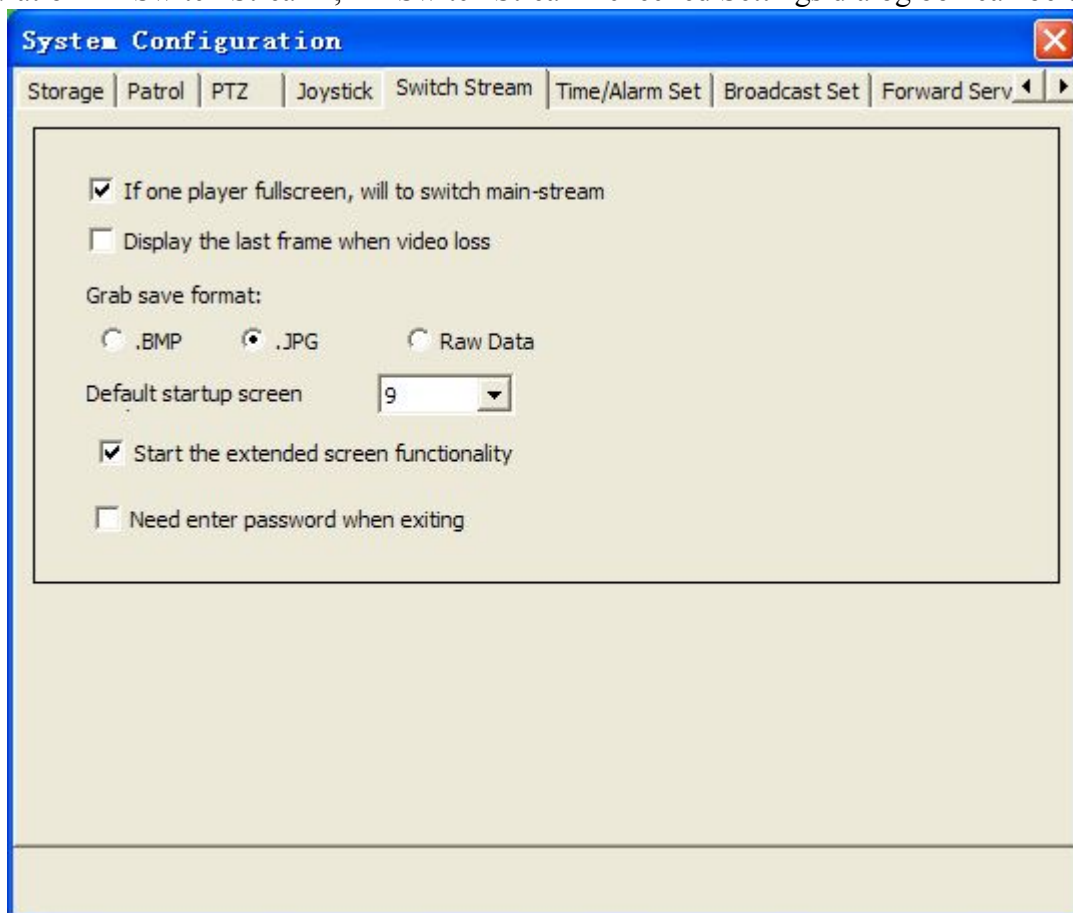 System Configuration
Storage Patrol PTZ Joystick Switch Stream Time/Alarm Set Broadcast Set Forward Serv
If one player fullscreen, will to switch main-stream
Display the last frame when video loss
Grab save format:
.BMP .JPG Raw Data
Default startup screen 9
Start the extended screen functionality
Need enter password when exiting